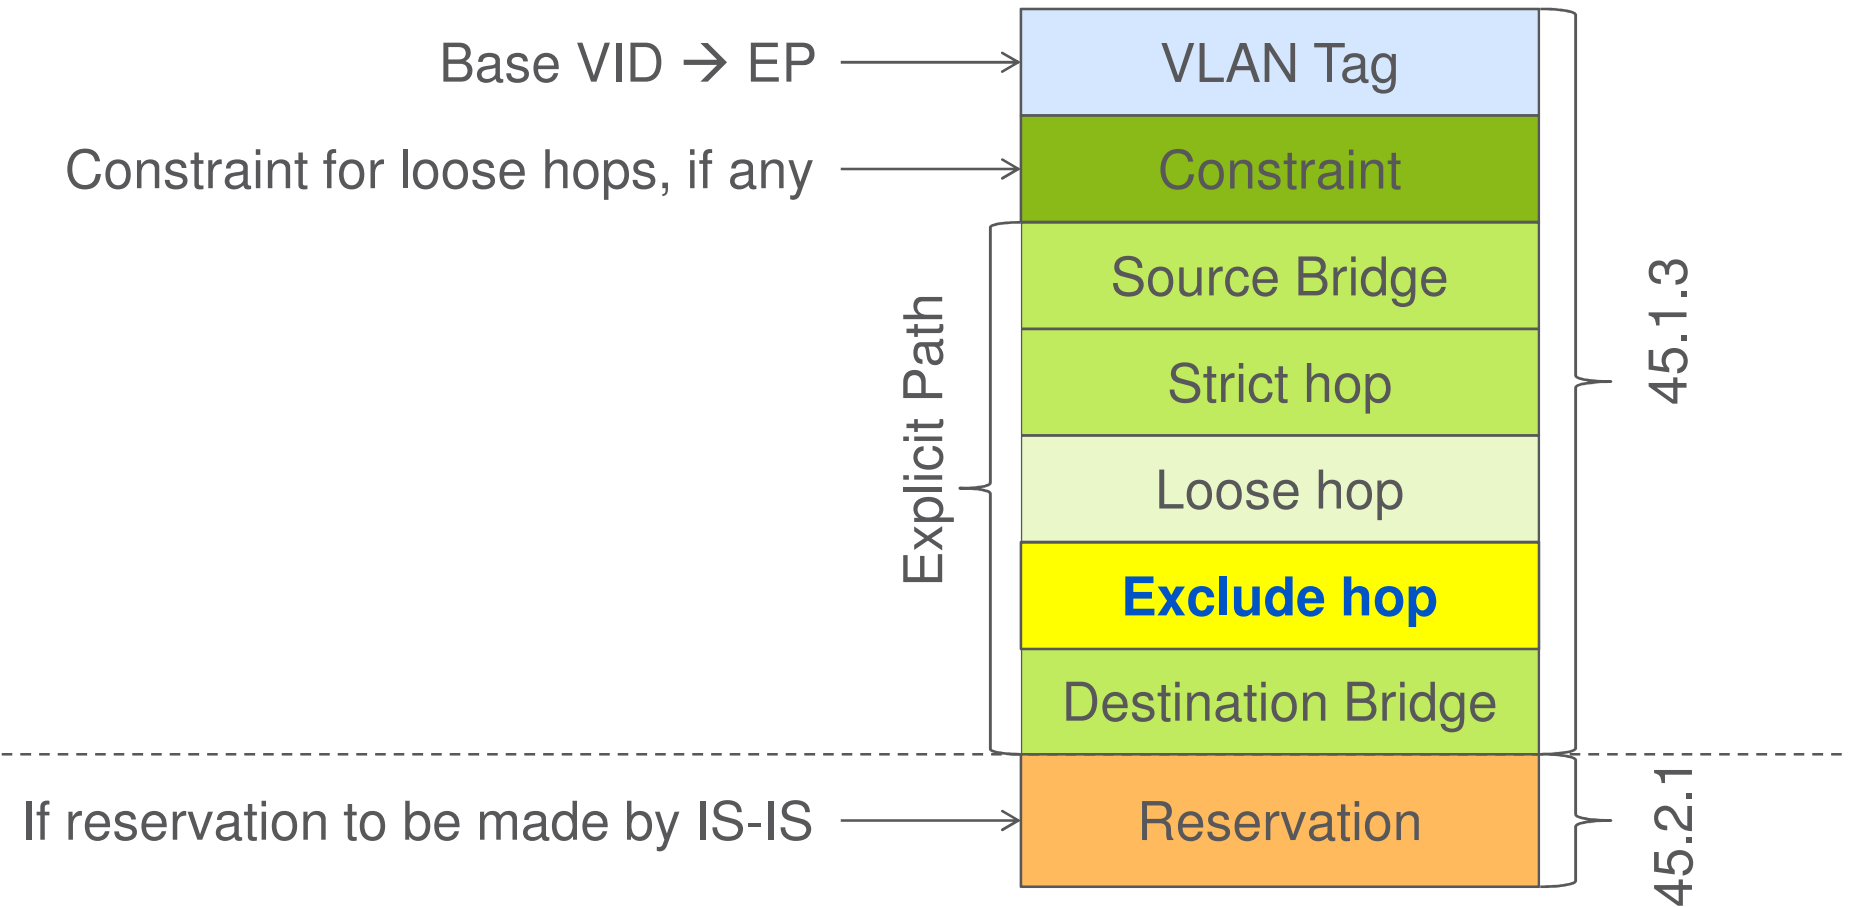 Base VID → EP
VLAN Tag
Constraint for loose hops, if any
Constraint
Source Bridge
Strict hop
Loose hop
Exclude hop
Destination Bridge
Explicit Path
45.1.3
If reservation to be made by IS-IS
Reservation
45.2.1